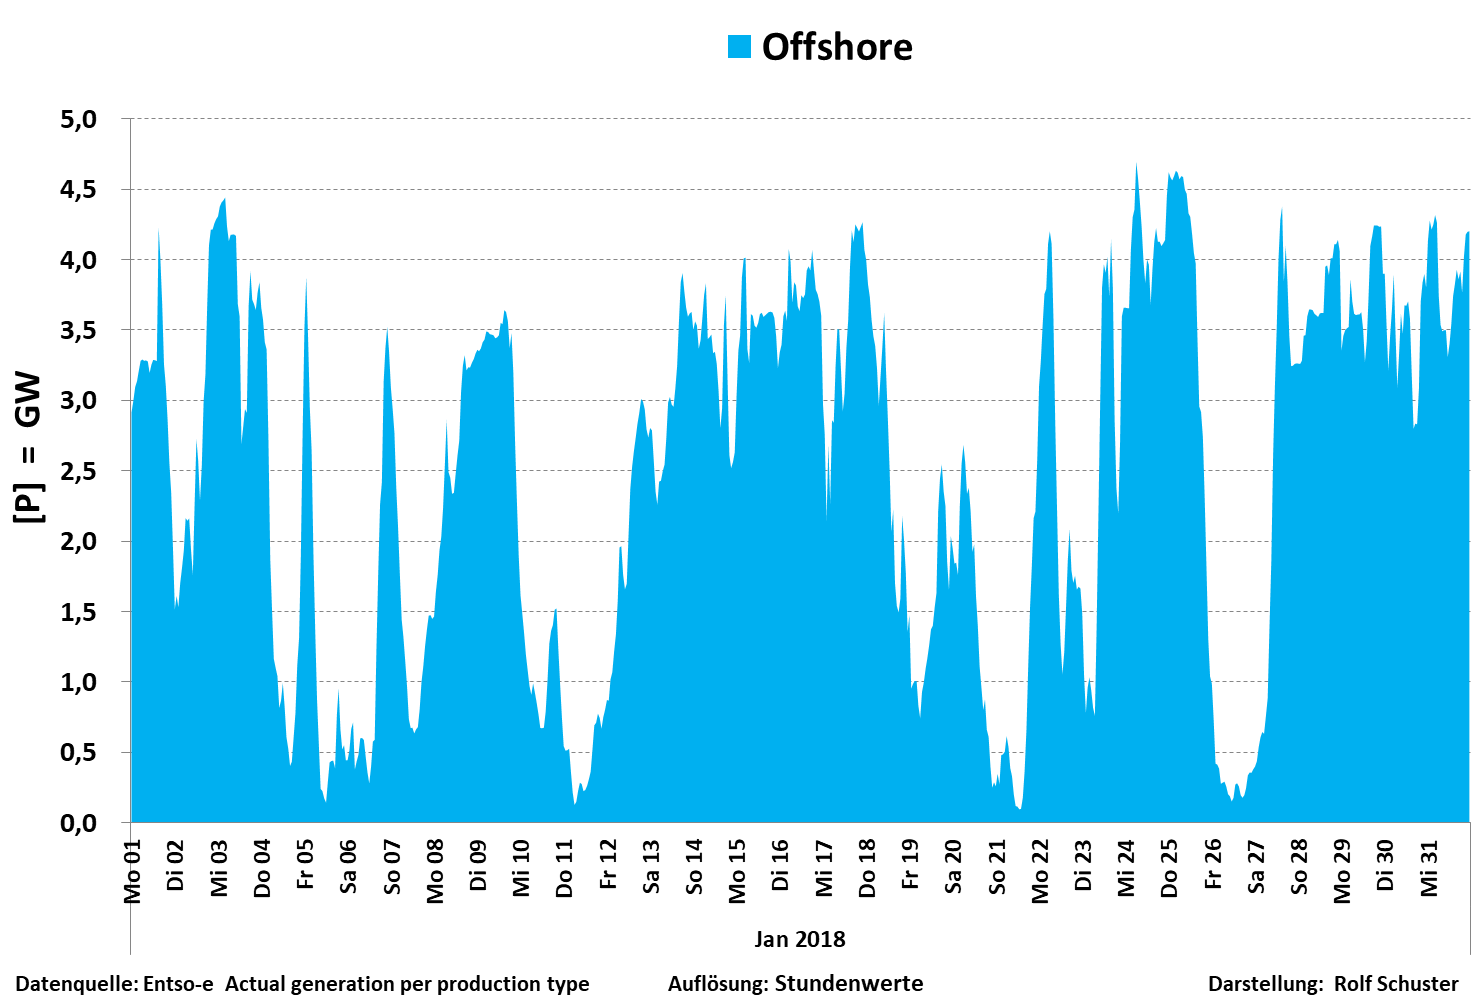 Offshore
5,0
4,5
4,0
3,5
3,0
2,5
2,0
1,5
1,0
0,5
0,0
[P] = GW
Mo 01
Di 02
Mi 03
Do 04
Fr 05
Sa 06
So 07
Mo 08
Di 09
Mi 10
Do 11
Fr 12
Sa 13
So 14
Mo 15
Di 16
Mi 17
Do 18
Fr 19
Sa 20
So 21
Mo 22
Di 23
Mi 24
Do 25
Fr 26
Sa 27
So 28
Mo 29
Di 30
Mi 31
Jan 2018
Datenquelle: Entso-e Actual generation per production type
Auflösung: Stundenwerte
Darstellung: Rolf Schuster